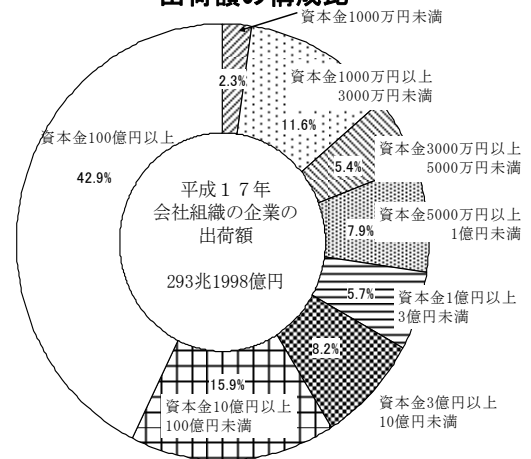 資本金1000万円未満
2.3%
資本金1000万円以上
3000万円未満
11.6%
資本金3000万円以上
5000万円未満
5.4%
資本金5000万円以上
1億円未満
7.9%
資本金1億円以上
3億円未満
5.7%
資本金3億円以上
10億円未満
8.2%
資本金10億円以上
100億円未満
15.9%
資本金100億円以上
42.9%
平成１７年
会社組織の企業の
出荷額
293兆1998億円